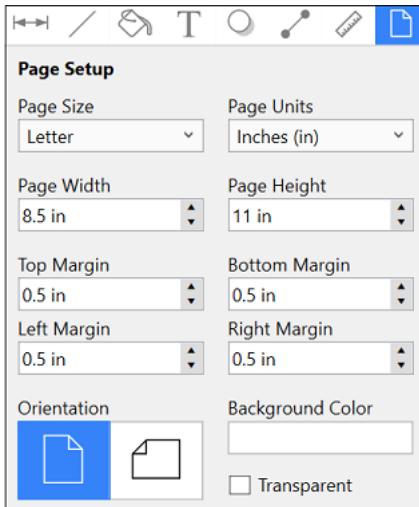 T
Page Setup
Page Size Page Units
Letter Inches (in)
Page Width Page Height
8.5 in 11 in
Top Margin Bottom Margin
0.5 in 0.5 in
Left Margin Right Margin
0.5 in 0.5 in
Orientation Background Color
Transparent